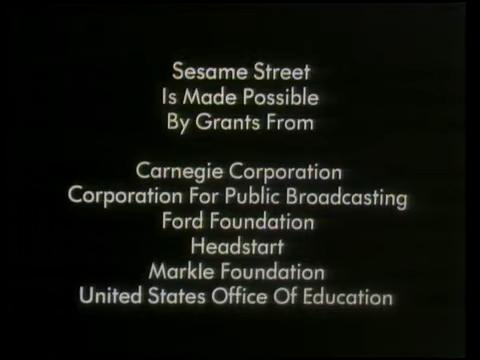 Sesame Street
Is Made Possible
By Grants From
Carnegie Corporation
Corporation For Public Broadcasting
Ford Foundation
Headstart
Markle Foundation
United States Office Of Education